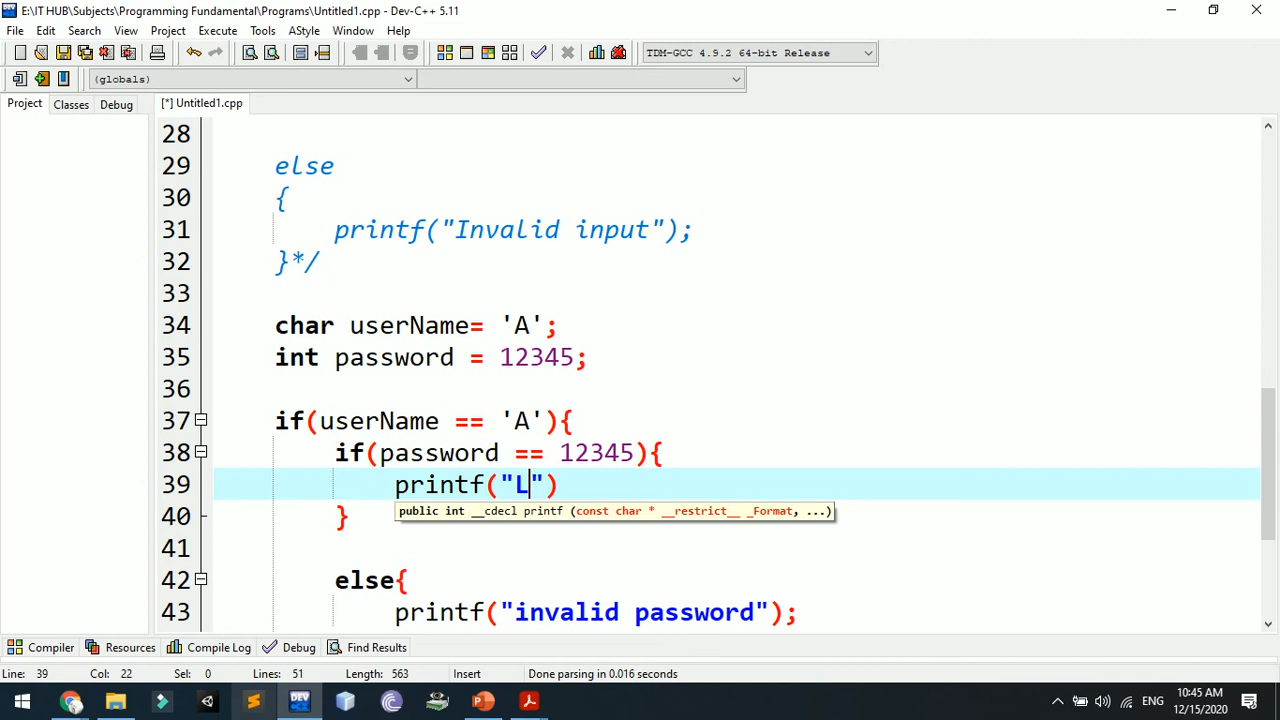 E:\IT HUB\Subjects\Programming Fundamental\Programs\Untitled1.cpp - Dev-C++ 5.11
File Edit Search View Project Execute Tools AStyle Window Help
TDM-GCC 4.9.2 64-bit Release
(globals)
Project Classes Debug [*] Untitled1.cpp
28
29 else
30 {
31 printf("Invalid input");
32 }*/
33
34 char userName= 'A';
35 int password = 12345;
36
37 if(userName == 'A'){
38 if(password == 12345){
39 printf("L")
public int __cdecl printf (const char * __restrict__ _Format, ...)
40 }
41
42 else{
43 printf("invalid password");
Compiler Resources Compile Log Debug Find Results
Line: 39 Col: 22 Sel: 0 Lines: 51 Length: 563 Insert Done parsing in 0.016 seconds
DEV
ENG
10:45 AM
12/15/2020